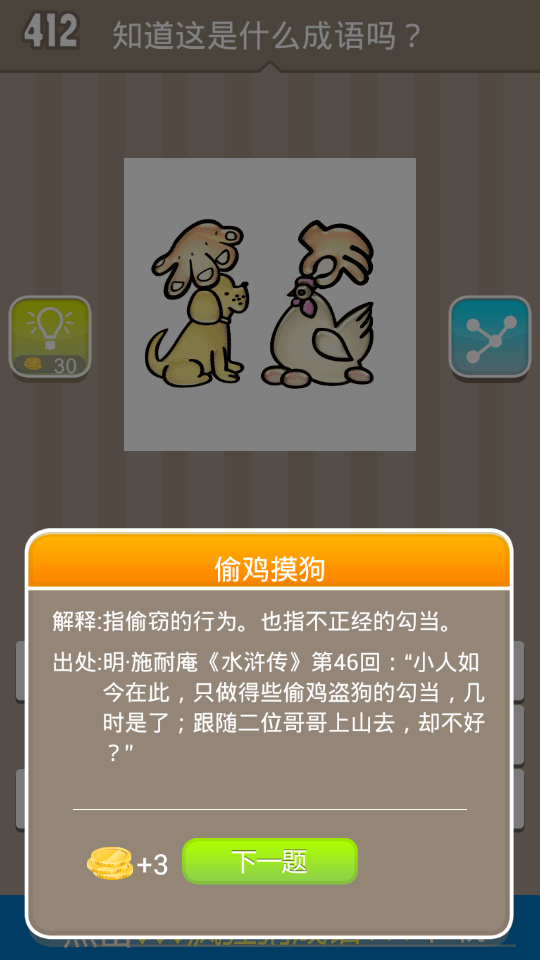 412
知道这是什么成语吗？
30
偷鸡摸狗
解释:指偷窃的行为。也指不正经的勾当。
出处:明·施耐庵《水浒传》第46回：“小人如
今在此，只做得些偷鸡盗狗的勾当，几
时是了；跟随二位哥哥上山去，却不好
？”
+3
下一题